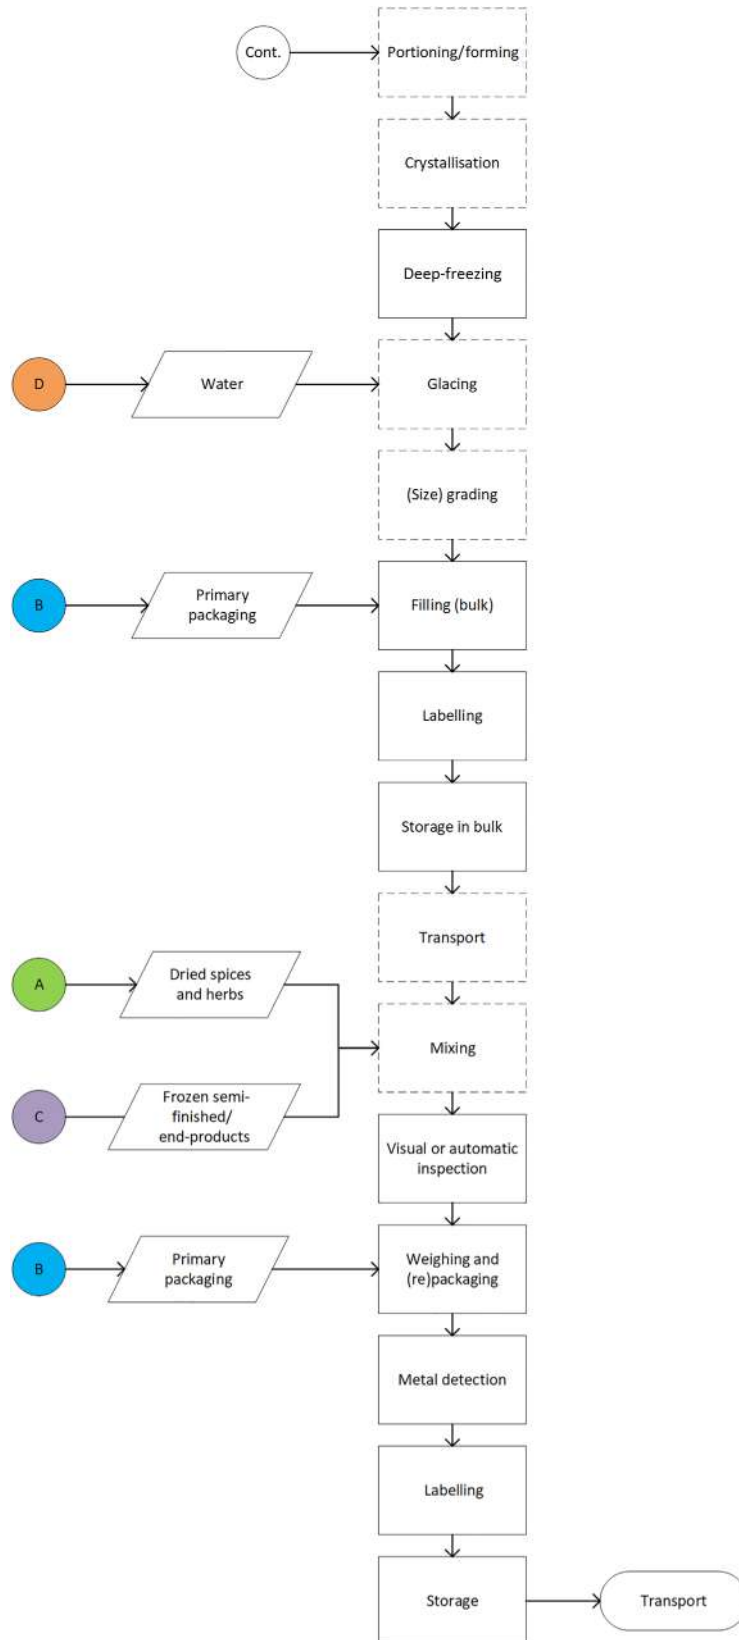 Cont.
Portioning/forming
Crystallisation
Deep-freezing
D
Water
Glacing
(Size) grading
B
Primary
packaging
Filling (bulk)
Labelling
Storage in bulk
Transport
A
Dried spices
and herbs
Mixing
C
Frozen semi-
finished/
end-products
Visual or automatic
inspection
B
Primary
packaging
Weighing and
(re)packaging
Metal detection
Labelling
Storage
Transport